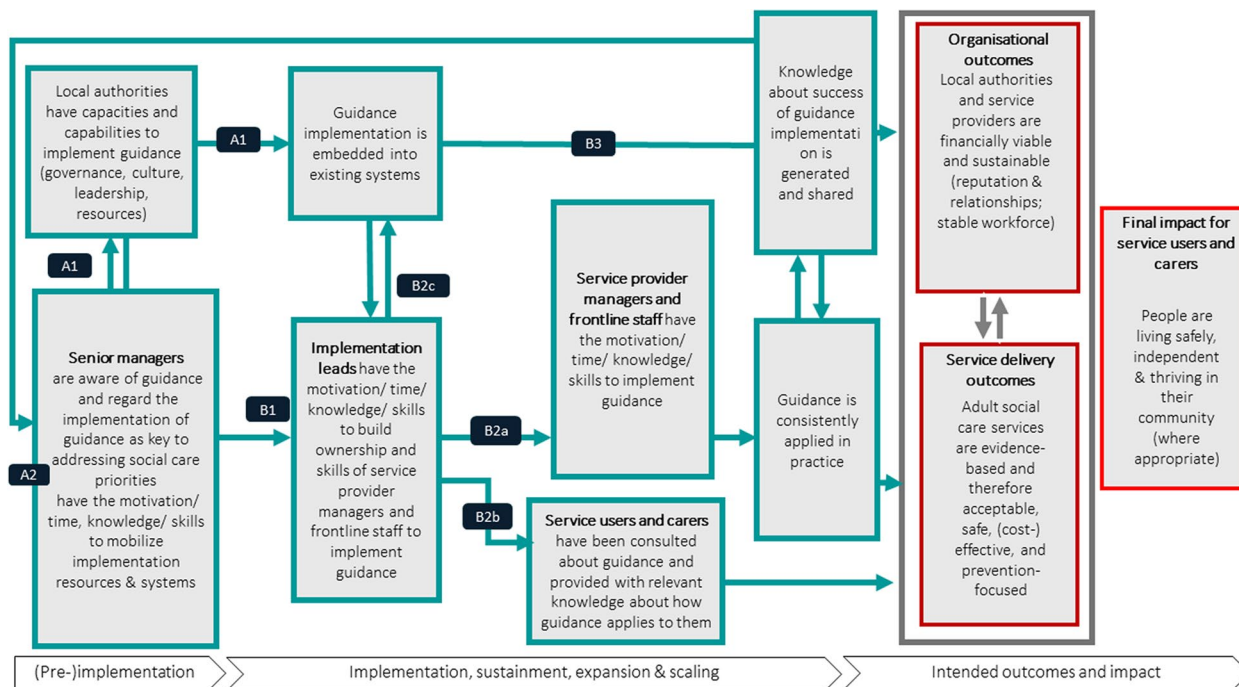 Local authorities
have capacities and
capabilities to
implement guidance
(governance, culture,
leadership,
resources)
A1
A1
Senior managers
are aware of guidance
and regard the
implementation of
guidance as key to
addressing social care
priorities
have the motivation/
time, knowledge/ skills
to mobilize
implementation
resources & systems
A2
B1
Guidance
implementation is
embedded into
existing systems
B3
B2c
Implementation
leads have the
motivation/ time/
knowledge/ skills
to build
ownership and
skills of service
provider
managers and
frontline staff to
implement
guidance
B2a
B2b
Service provider
managers and
frontline staff have
the motivation/
time/ knowledge/
skills to implement
guidance
Service users and carers
have been consulted
about guidance and
provided with relevant
knowledge about how
guidance applies to them
Knowledge
about success
of guidance
implementati
on is
generated
and shared
Guidance is
consistently
applied in
practice
Organisational
outcomes
Local authorities
and service
providers are
financially viable
and sustainable
(reputation &
relationships;
stable workforce)
Service delivery
outcomes
Adult social
care services
are evidence-
based and
therefore
acceptable,
safe, (cost-)
effective, and
prevention-
focused
Final impact for
service users and
carers
People are
living safely,
independent
& thriving in
their
community
(where
appropriate)
(Pre-)implementation
Implementation, sustainment, expansion & scaling
Intended outcomes and impact